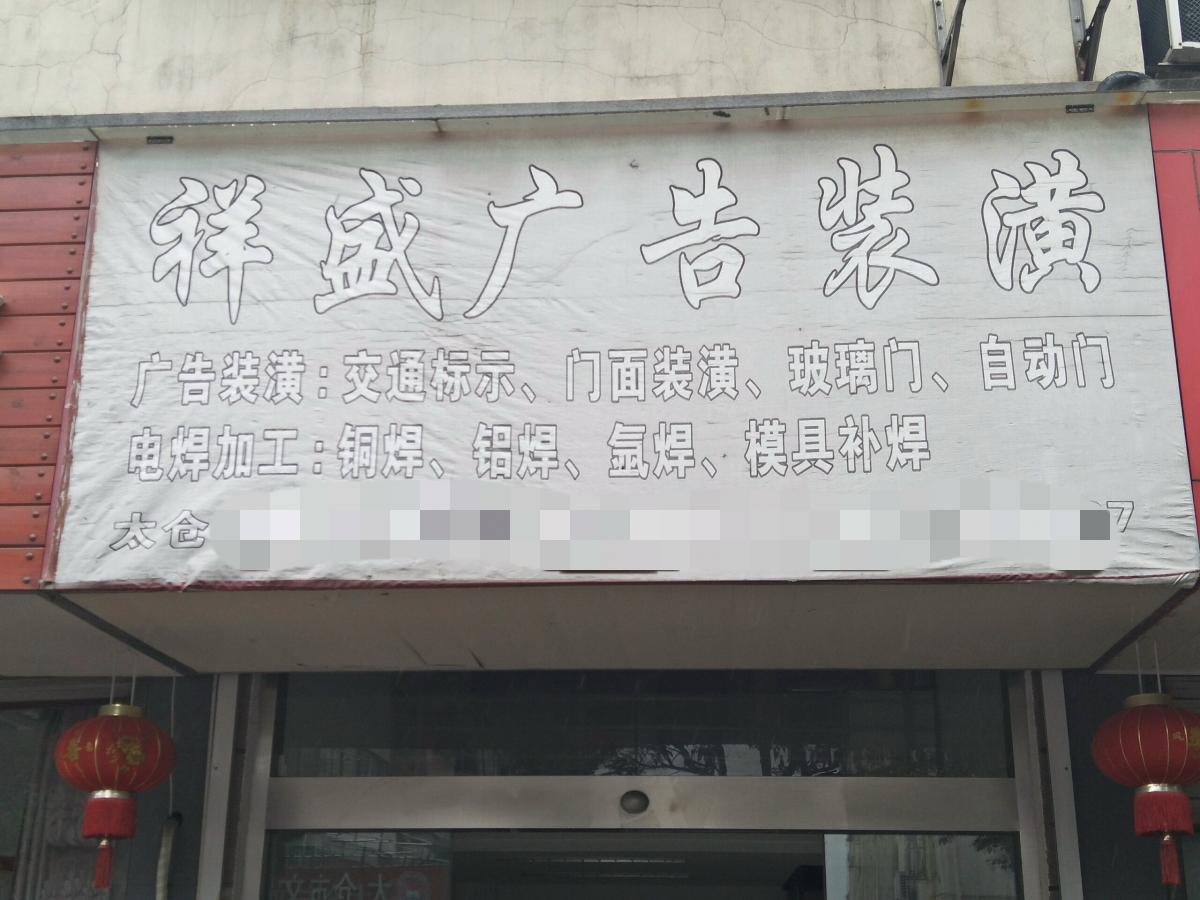 祥盛广告装潢
广告装潢:交通标示、门面装潢、玻璃门、自动门
电焊加工:铜焊、铝焊、氩焊、模具补焊
太仓